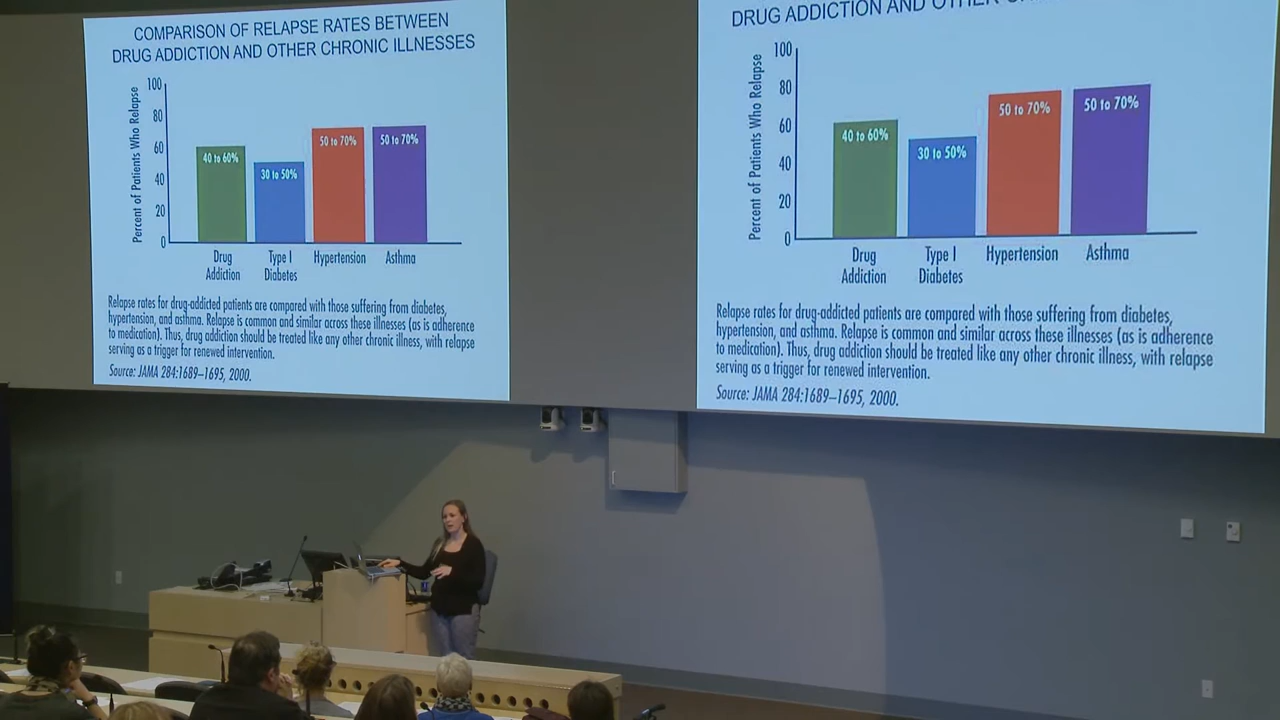 COMPARISON OF RELAPSE RATES BETWEEN
DRUG ADDICTION AND OTHER CHRONIC ILLNESSES
Percent of Patients Who Relapse
100
80
60
40
20
0
40 to 60%
30 to 50%
50 to 70%
50 to 70%
Drug
Addiction
Type I
Diabetes
Hypertension
Asthma
Relapse rates for drug-addicted patients are compared with those suffering from diabetes,
hypertension, and asthma. Relapse is common and similar across these illnesses (as is adherence
to medication). Thus, drug addiction should be treated like any other chronic illness, with relapse
serving as a trigger for renewed intervention.
Source: JAMA 284:1689–1695, 2000.
DRUG ADDICTION AND OTHER
Percent of Patients Who Relapse
100
80
60
40
20
0
40 to 60%
30 to 50%
50 to 70%
50 to 70%
Drug
Addiction
Type I
Diabetes
Hypertension
Asthma
Relapse rates for drug-addicted patients are compared with those suffering from diabetes,
hypertension, and asthma. Relapse is common and similar across these illnesses (as is adherence
to medication). Thus, drug addiction should be treated like any other chronic illness, with relapse
serving as a trigger for renewed intervention.
Source: JAMA 284:1689–1695, 2000.